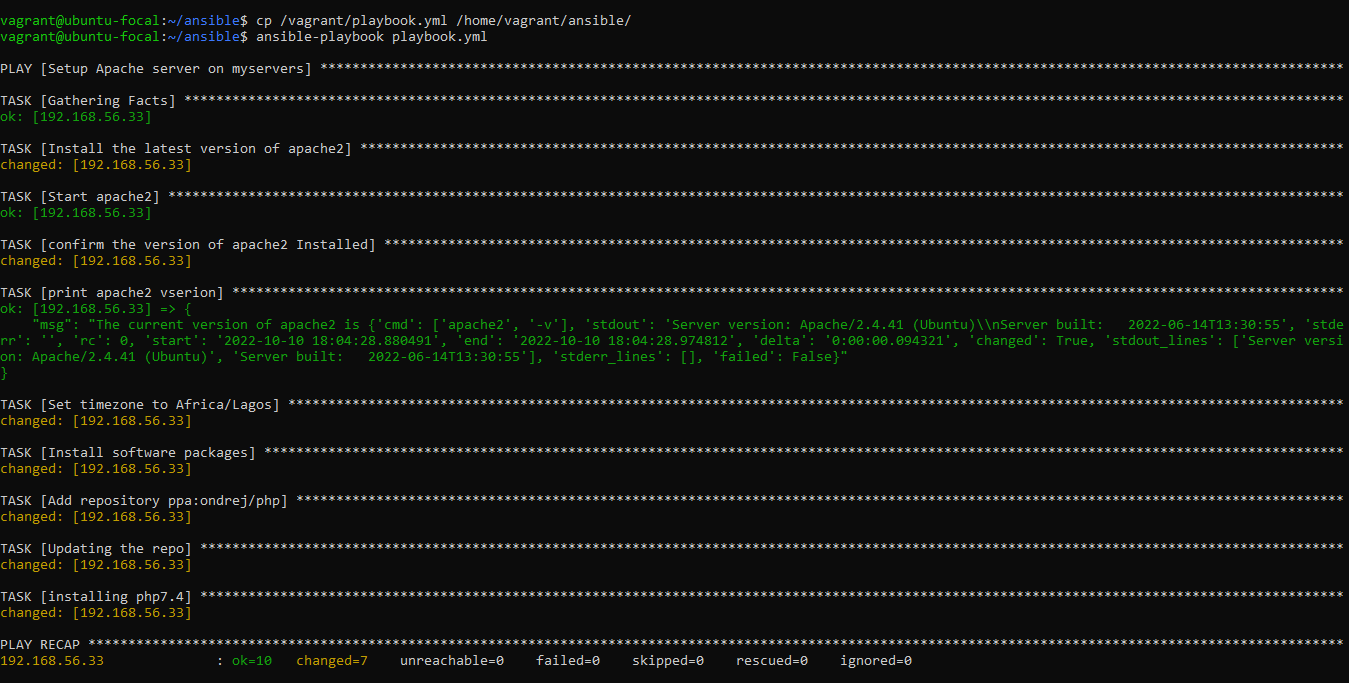 vagrant@ubuntu-focal:~/ansible$ cp /vagrant/playbook.yml /home/vagrant/ansible/
vagrant@ubuntu-focal:~/ansible$ ansible-playbook playbook.yml
PLAY [Setup Apache server on myservers] ********************************************************************************************************************************
TASK [Gathering Facts] *************************************************************************************************************************************************
ok: [192.168.56.33]
TASK [Install the latest version of apache2] ***************************************************************************************************************************
changed: [192.168.56.33]
TASK [Start apache2] ***************************************************************************************************************************************************
ok: [192.168.56.33]
TASK [confirm the version of apache2 Installed] ************************************************************************************************************************
changed: [192.168.56.33]
TASK [print apache2 vserion] *******************************************************************************************************************************************
ok: [192.168.56.33] => {
    "msg": "The current version of apache2 is {'cmd': ['apache2', '-v'], 'stdout': 'Server version: Apache/2.4.41 (Ubuntu)\\nServer built:   2022-06-14T13:30:55', 'stde
rr': '', 'rc': 0, 'start': '2022-10-10 18:04:28.880491', 'end': '2022-10-10 18:04:28.974812', 'delta': '0:00:00.094321', 'changed': True, 'stdout_lines': ['Server versi
on: Apache/2.4.41 (Ubuntu)', 'Server built:   2022-06-14T13:30:55'], 'stderr_lines': [], 'failed': False}"
}
TASK [Set timezone to Africa/Lagos] ************************************************************************************************************************************
changed: [192.168.56.33]
TASK [Install software packages] ***************************************************************************************************************************************
changed: [192.168.56.33]
TASK [Add repository ppa:ondrej/php] ***********************************************************************************************************************************
changed: [192.168.56.33]
TASK [Updating the repo] ***********************************************************************************************************************************************
changed: [192.168.56.33]
TASK [installing php7.4] ***********************************************************************************************************************************************
changed: [192.168.56.33]
PLAY RECAP *************************************************************************************************************************************************************
192.168.56.33              : ok=10   changed=7    unreachable=0    failed=0    skipped=0    rescued=0    ignored=0